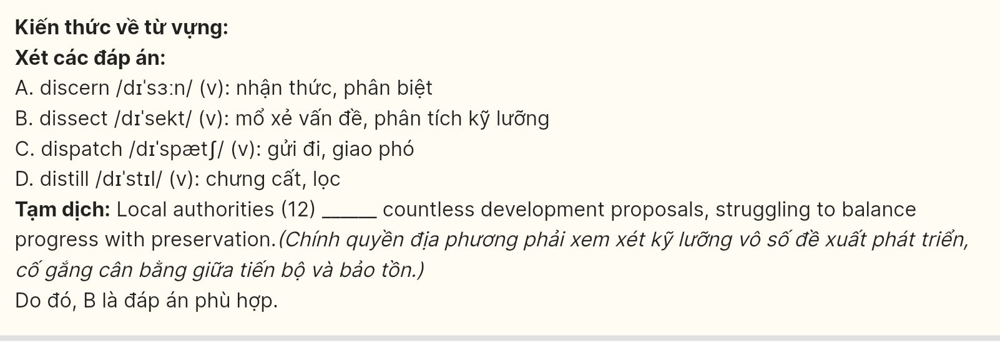 Kiến thức về từ vựng:
Xét các đáp án:
A. discern /dɪˈsɜːn/ (v): nhận thức, phân biệt
B. dissect /dɪˈsekt/ (v): mổ xẻ vấn đề, phân tích kỹ lưỡng
C. dispatch /dɪˈspætʃ/ (v): gửi đi, giao phó
D. distill /dɪˈstɪl/ (v): chưng cất, lọc
Tạm dịch: Local authorities (12) ______ countless development proposals, struggling to balance
progress with preservation.(Chính quyền địa phương phải xem xét kỹ lưỡng vô số đề xuất phát triển,
cố gắng cân bằng giữa tiến bộ và bảo tồn.)
Do đó, B là đáp án phù hợp.